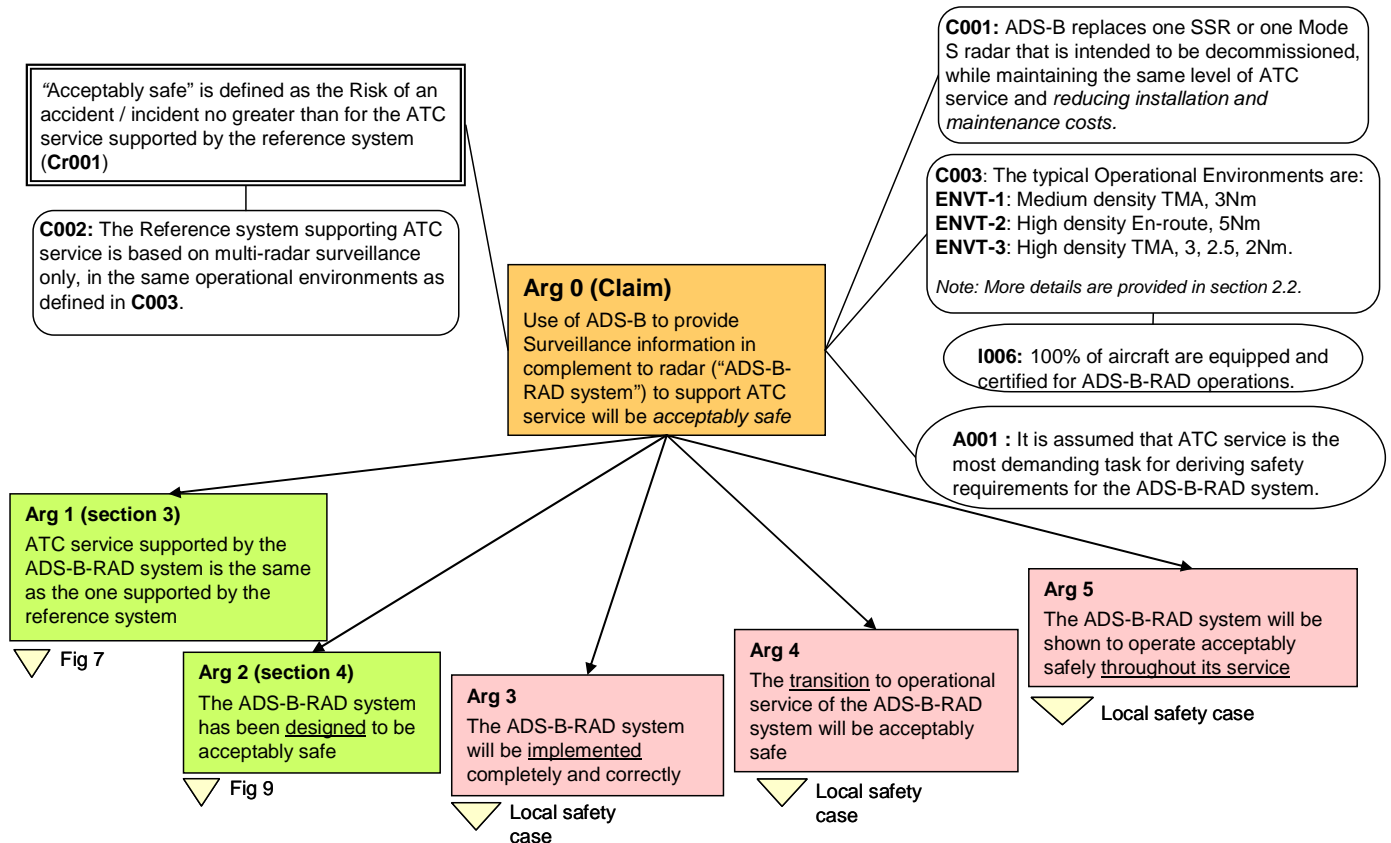 “Acceptably safe” is defined as the Risk of an
accident / incident no greater than for the ATC
service supported by the reference system
(Cr001)
C002: The Reference system supporting ATC
service is based on multi-radar surveillance
only, in the same operational environments as
defined in C003.
C001: ADS-B replaces one SSR or one Mode
S radar that is intended to be decommissioned,
while maintaining the same level of ATC
service and reducing installation and
maintenance costs.
C003: The typical Operational Environments are:
ENVT-1: Medium density TMA, 3Nm
ENVT-2: High density En-route, 5Nm
ENVT-3: High density TMA, 3, 2.5, 2Nm.
Note: More details are provided in section 2.2.
I006: 100% of aircraft are equipped and
certified for ADS-B-RAD operations.
A001 : It is assumed that ATC service is the
most demanding task for deriving safety
requirements for the ADS-B-RAD system.
Arg 0 (Claim)
Use of ADS-B to provide
Surveillance information in
complement to radar (“ADS-B-
RAD system”) to support ATC
service will be acceptably safe
Arg 1 (section 3)
ATC service supported by the
ADS-B-RAD system is the same
as the one supported by the
reference system
Fig 7
Arg 2 (section 4)
The ADS-B-RAD system
has been designed to be
acceptably safe
Fig 9
Arg 3
The ADS-B-RAD system
will be implemented
completely and correctly
Local safety
case
Arg 4
The transition to operational
service of the ADS-B-RAD
system will be acceptably
safe
Local safety
case
Arg 5
The ADS-B-RAD system will be
shown to operate acceptably
safely throughout its service
Local safety case